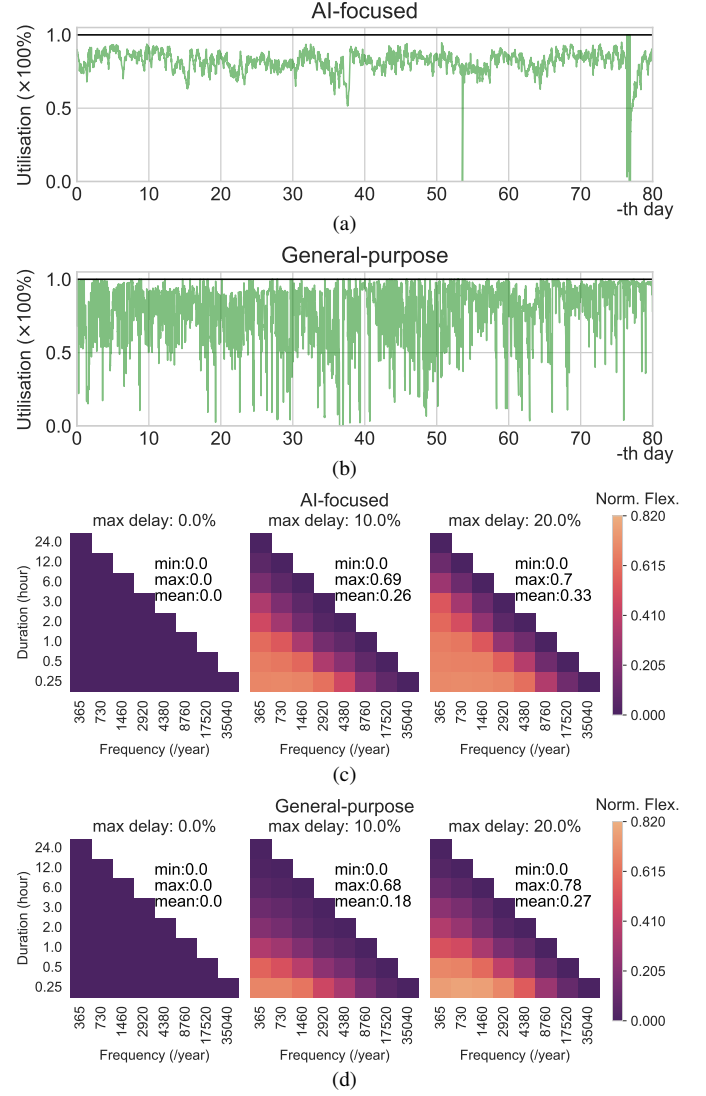 AI-focused
Utilisation (×100%)
1.0
0.5
0.0
0 10 20 30 40 50 60 70 80
-th day
(a)
General-purpose
Utilisation (×100%)
1.0
0.5
0.0
0 10 20 30 40 50 60 70 80
-th day
(b)
AI-focused
Norm. Flex.
max delay: 0.0% max delay: 10.0% max delay: 20.0%
Duration (hour)
24.0
12.0
6.0
3.0
2.0
1.0
0.5
0.25
min:0.0
max:0.0
mean:0.0
min:0.0
max:0.69
mean:0.26
min:0.0
max:0.7
mean:0.33
0.820
0.615
0.410
0.205
0.000
365 730 1460 2920 4380 8760 17520 35040
365 730 1460 2920 4380 8760 17520 35040
365 730 1460 2920 4380 8760 17520 35040
Frequency (/year) Frequency (/year) Frequency (/year)
(c)
General-purpose
Norm. Flex.
max delay: 0.0% max delay: 10.0% max delay: 20.0%
Duration (hour)
24.0
12.0
6.0
3.0
2.0
1.0
0.5
0.25
min:0.0
max:0.0
mean:0.0
min:0.0
max:0.68
mean:0.18
min:0.0
max:0.78
mean:0.27
0.820
0.615
0.410
0.205
0.000
365 730 1460 2920 4380 8760 17520 35040
365 730 1460 2920 4380 8760 17520 35040
365 730 1460 2920 4380 8760 17520 35040
Frequency (/year) Frequency (/year) Frequency (/year)
(d)